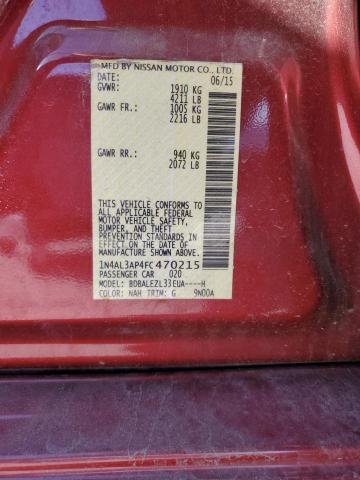 MFD BY NISSAN MOTOR CO., LTD.
DATE: 06/15
GVWR: 1910 KG
4211 LB
GAWR FR.: 1005 KG
2216 LB
GAWR RR.: 940 KG
2072 LB
THIS VEHICLE CONFORMS TO
ALL APPLICABLE FEDERAL
MOTOR VEHICLE SAFETY,
BUMPER, AND THEFT
PREVENTION STANDARDS IN
EFFECT ON THE DATE OF
MANUFACTURE SHOWN ABOVE.
1N4AL3AP4FC470215
PASSENGER CAR 020
MODEL: BDBALEZL33EUA----H
COLOR: NAH TRIM: G 9N00A